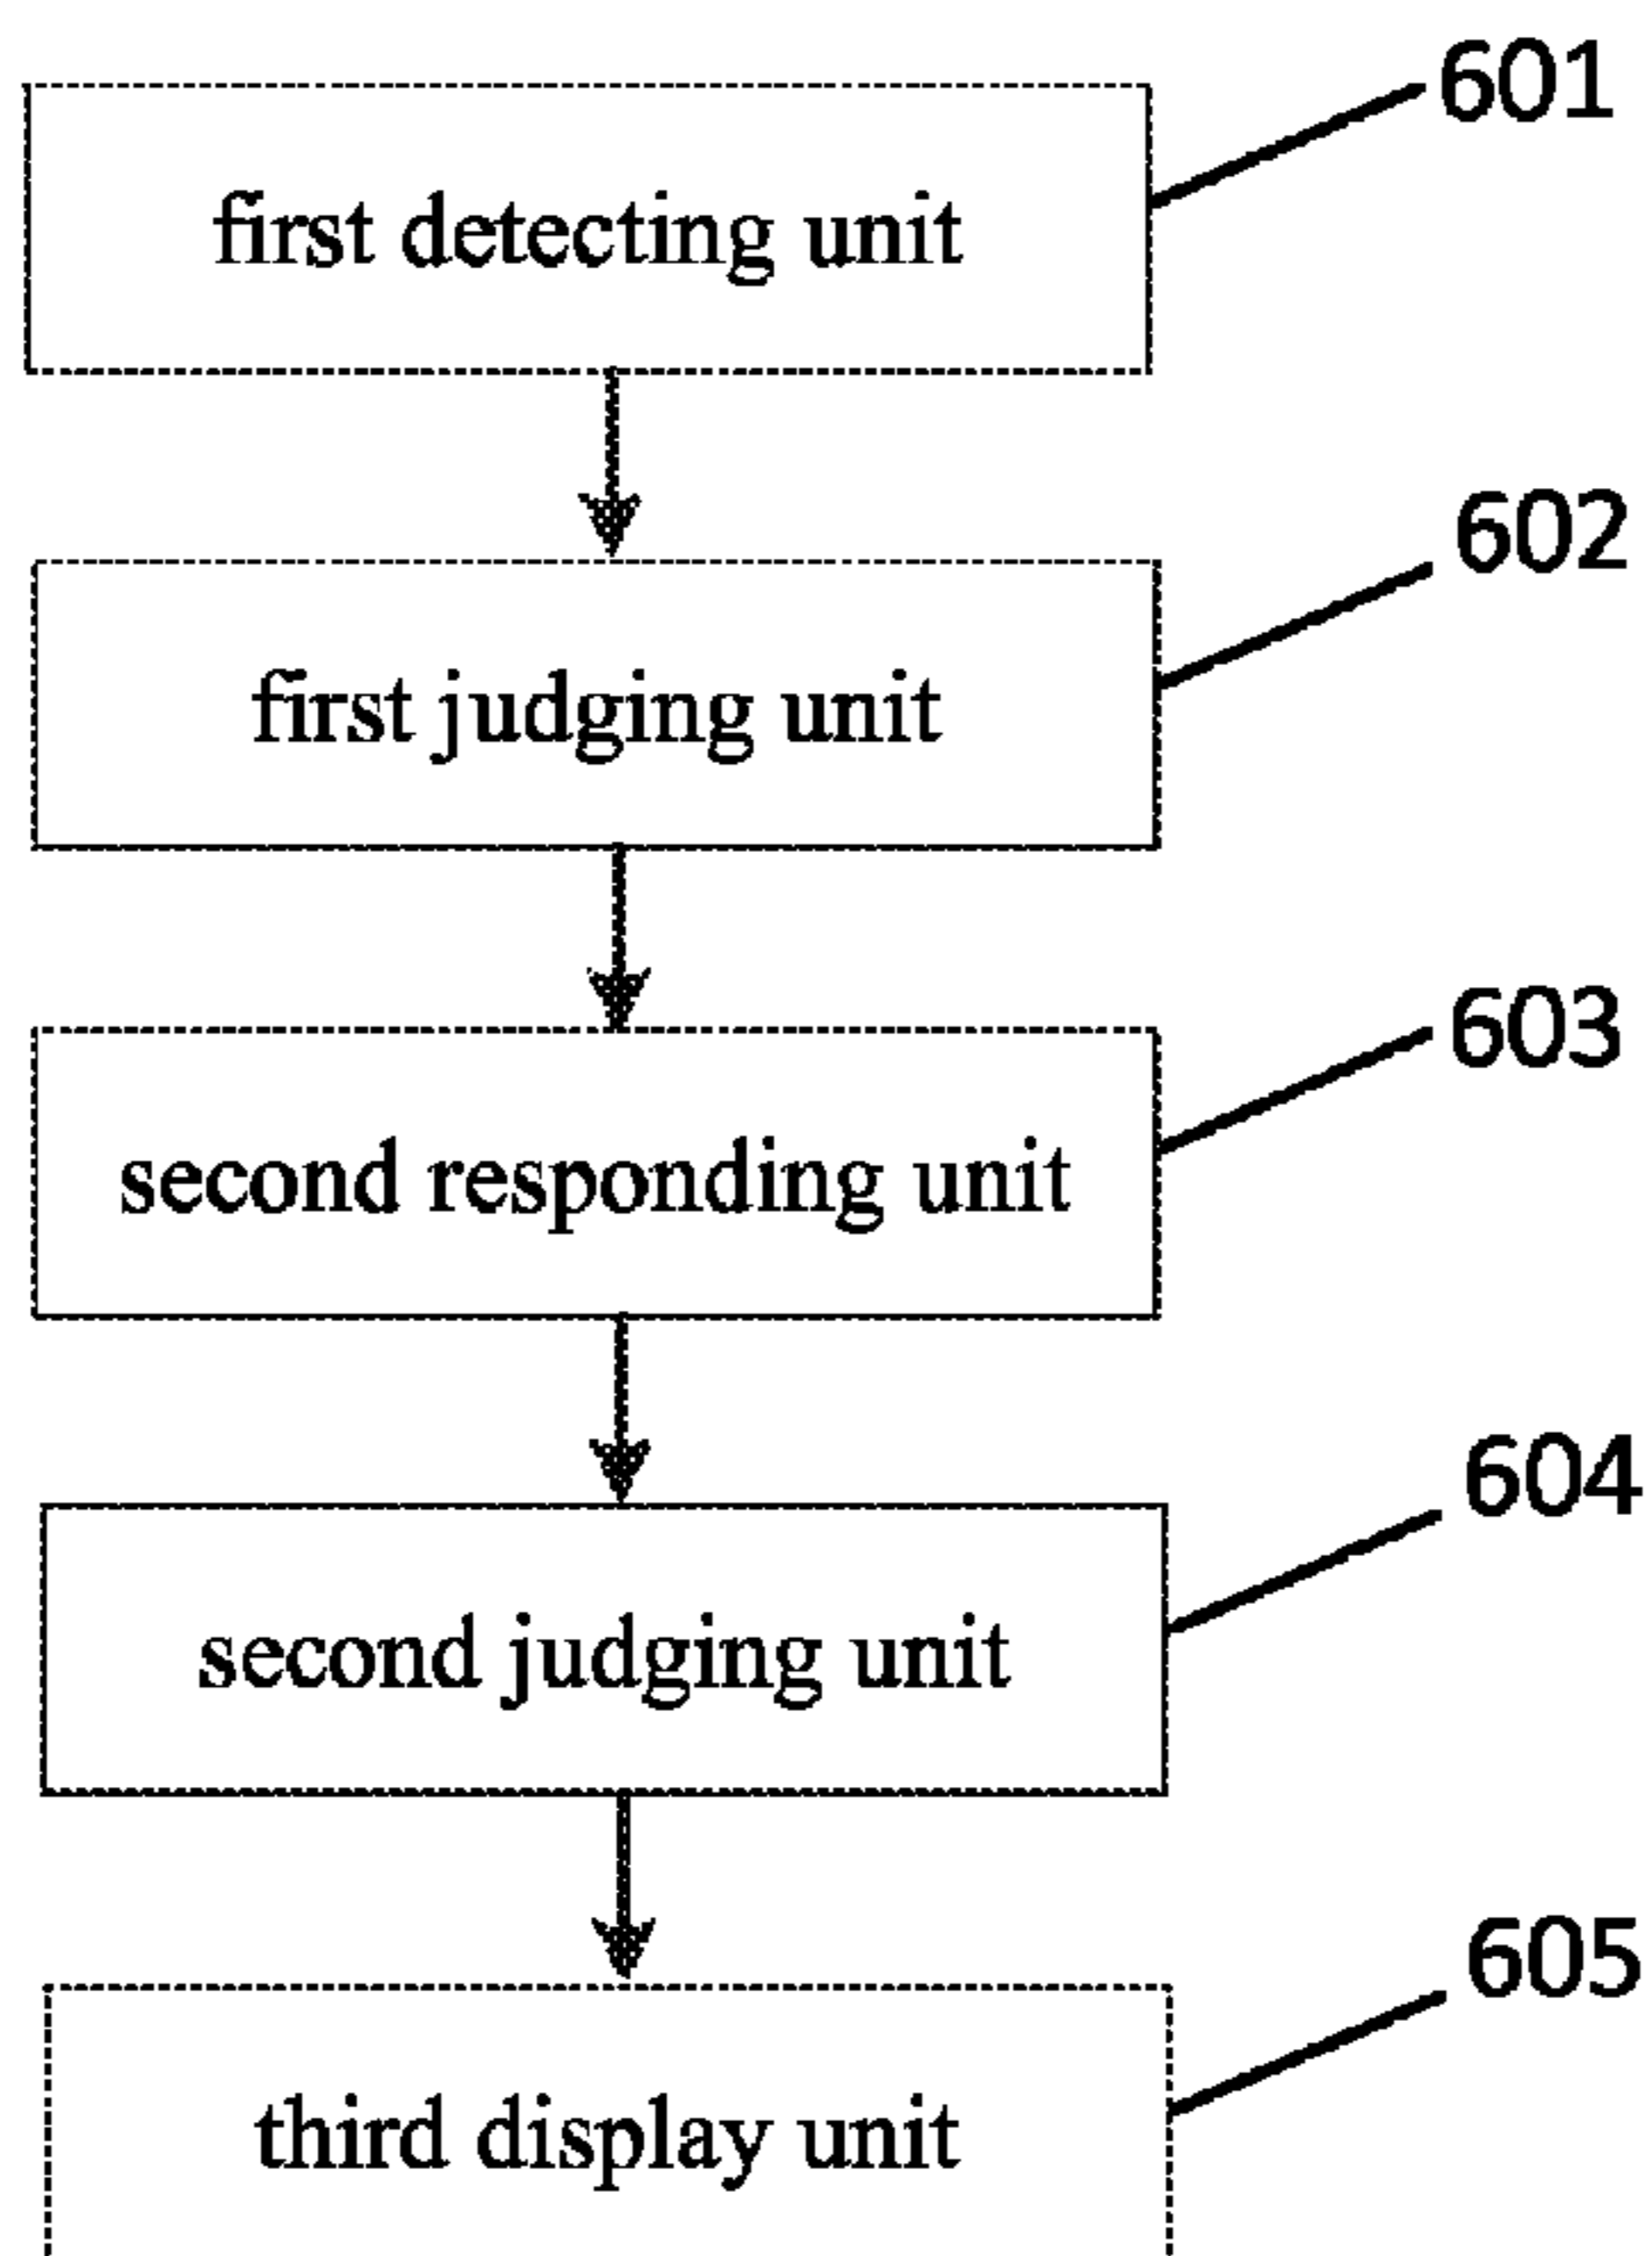 601
first detecting unit
602
first judging unit
603
second responding unit
604
second judging unit
605
third display unit